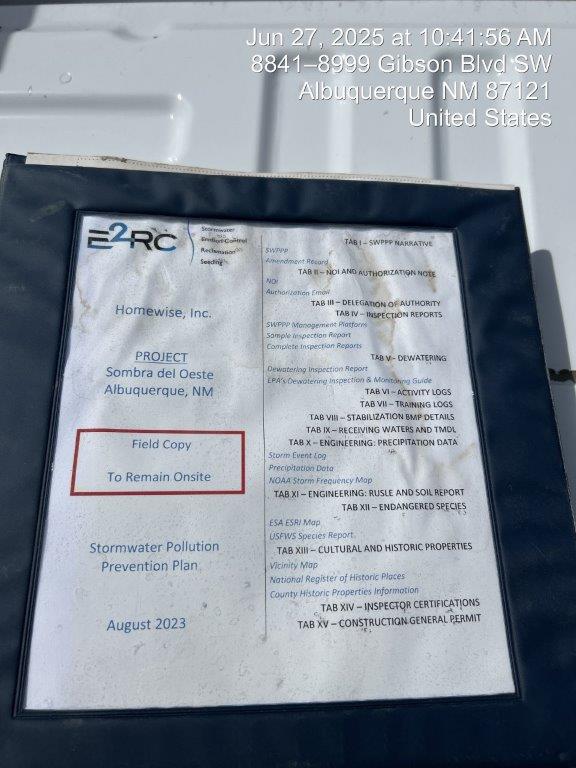 Jun 27, 2025 at 10:41:56 AM
8841–8999 Gibson Blvd SW
Albuquerque NM 87121
United States
E2RC
Stormwater
Erosion Control
Reclamation
Seeding
Homewise, Inc.
PROJECT
Sombra del Oeste
Albuquerque, NM
Field Copy
To Remain Onsite
Stormwater Pollution
Prevention Plan
August 2023
TAB I – SWPPP NARRATIVE
SWPPP
Amendment Record
TAB II – NOI AND AUTHORIZATION NOTE
NOI
Authorization Email
TAB III – DELEGATION OF AUTHORITY
TAB IV – INSPECTION REPORTS
SWPPP Management Platform
Sample Inspection Report
Complete Inspection Reports
TAB V – DEWATERING
Dewatering Inspection Report
EPA's Dewatering Inspection & Monitoring Guide
TAB VI – ACTIVITY LOGS
TAB VII – TRAINING LOGS
TAB VIII – STABILIZATION BMP DETAILS
TAB IX – RECEIVING WATERS AND TMDL
TAB X – ENGINEERING: PRECIPITATION DATA
Storm Event Log
Precipitation Data
NOAA Storm Frequency Map
TAB XI – ENGINEERING: RUSLE AND SOIL REPORT
TAB XII – ENDANGERED SPECIES
ESA ESRI Map
USFWS Species Report
TAB XIII – CULTURAL AND HISTORIC PROPERTIES
Vicinity Map
National Register of Historic Places
County Historic Properties Information
TAB XIV – INSPECTOR CERTIFICATIONS
TAB XV – CONSTRUCTION GENERAL PERMIT